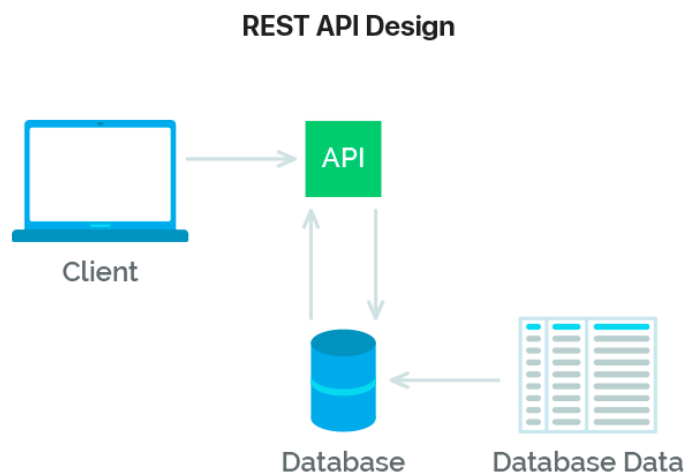 REST API Design
API
Client
Database
Database Data